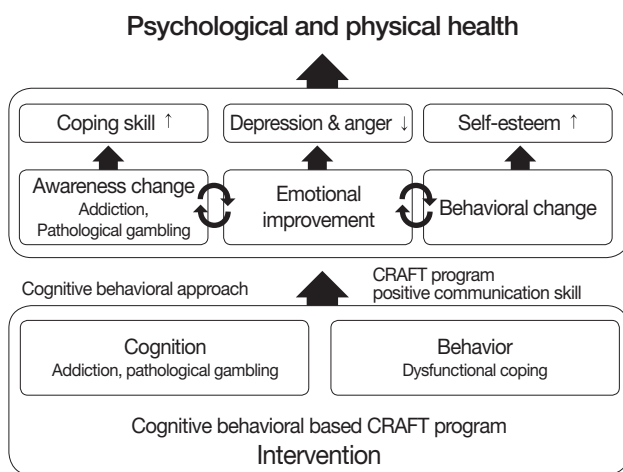 Psychological and physical health
Coping skill ↑
Depression & anger ↓
Self-esteem ↑
Awareness change
Addiction,
Pathological gambling
Emotional
improvement
Behavioral change
Cognitive behavioral approach
CRAFT program
positive communication skill
Cognition
Addiction, pathological gambling
Behavior
Dysfunctional coping
Cognitive behavioral based CRAFT program
Intervention